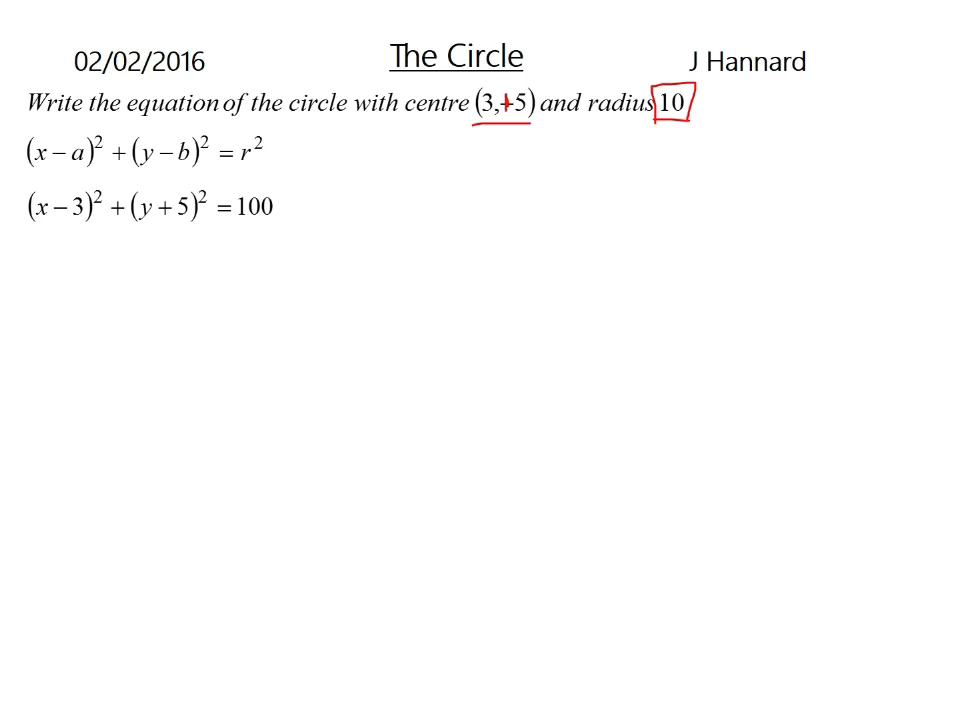 02/02/2016 The Circle J Hannard
Write the equation of the circle with centre (3,-5) and radius 10
(x − a)² + (y − b)² = r²
(x − 3)² + (y + 5)² = 100